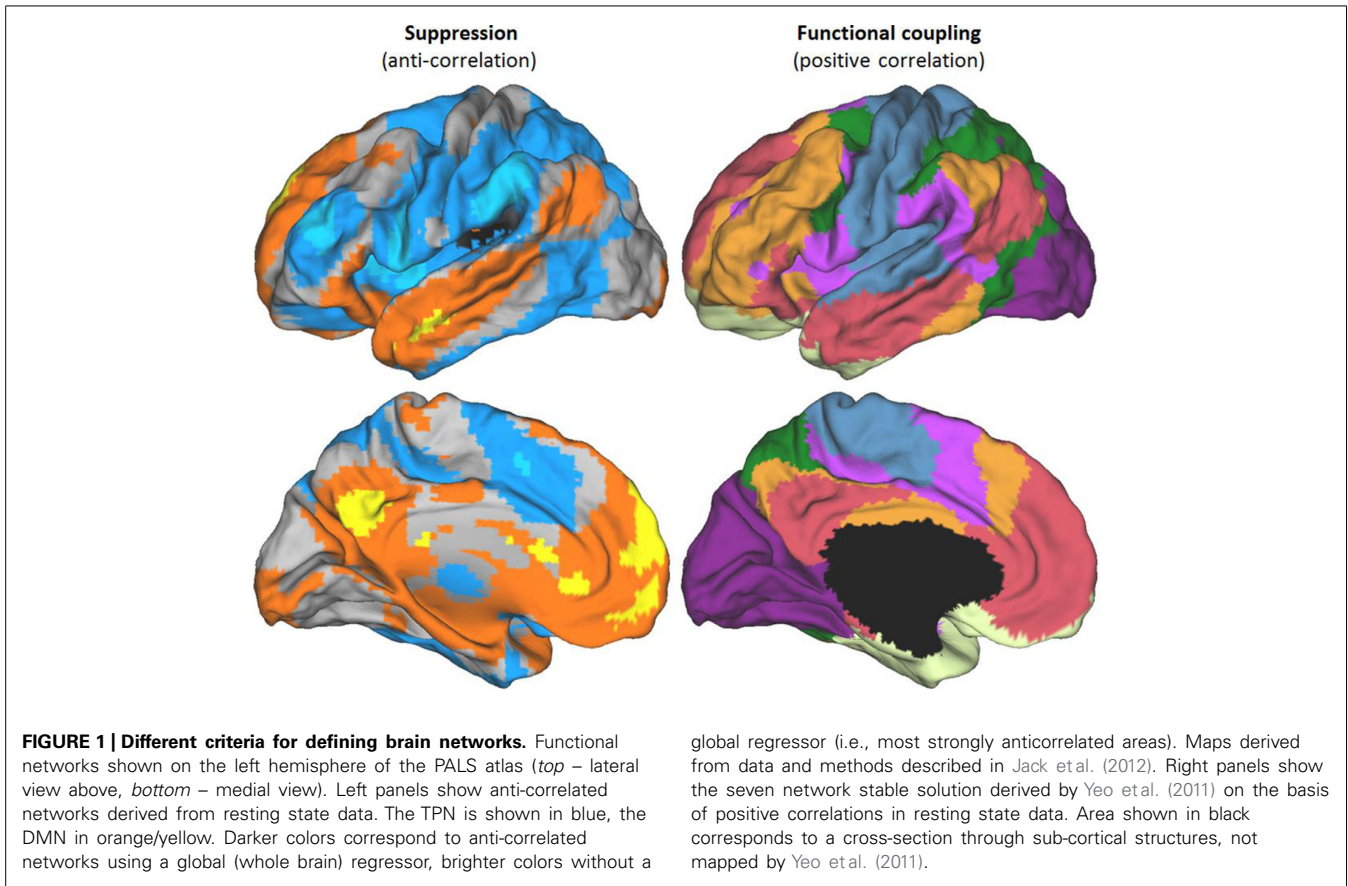 Suppression
(anti-correlation)
Functional coupling
(positive correlation)
FIGURE 1 | Different criteria for defining brain networks. Functional
networks shown on the left hemisphere of the PALS atlas (top – lateral
view above, bottom – medial view). Left panels show anti-correlated
networks derived from resting state data. The TPN is shown in blue, the
DMN in orange/yellow. Darker colors correspond to anti-correlated
networks using a global (whole brain) regressor, brighter colors without a
global regressor (i.e., most strongly anticorrelated areas). Maps derived
from data and methods described in Jack et al. (2012). Right panels show
the seven network stable solution derived by Yeo et al. (2011) on the basis
of positive correlations in resting state data. Area shown in black
corresponds to a cross-section through sub-cortical structures, not
mapped by Yeo et al. (2011).